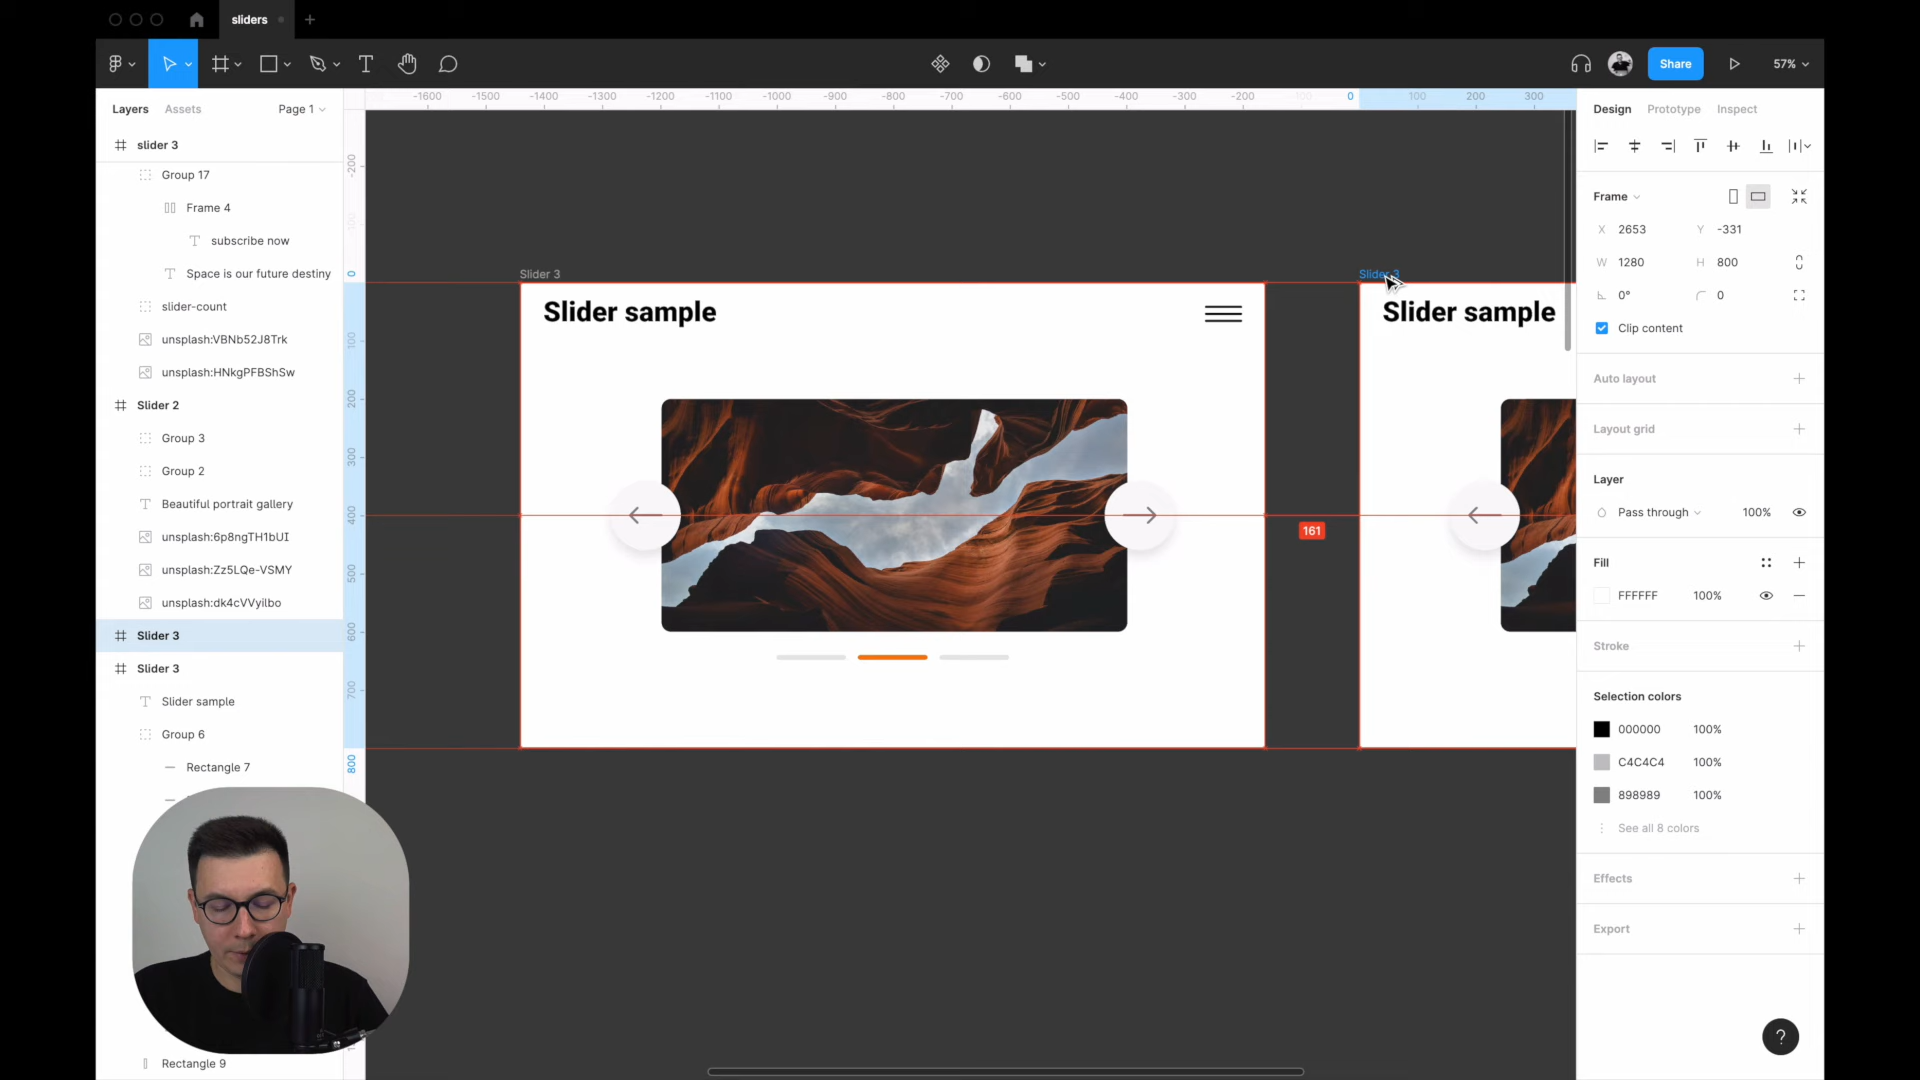 sliders
Share
57%
Layers
Assets
Page 1
-1600
-1500
-1400
-1300
-1200
-1100
-1000
-900
-800
-700
-600
-500
-400
-300
-200
0
100
200
300
Design
Prototype
Inspect
slider 3
Group 17
Frame 4
subscribe now
Space is our future destiny
slider-count
unsplash:VBNb52J8Trk
unsplash:HNkgPFBShSw
Slider 2
Group 3
Group 2
Beautiful portrait gallery
unsplash:6p8ngTH1bUI
unsplash:Zz5LQe-VSMY
unsplash:dk4cVVyilbo
Slider 3
Slider 3
Slider sample
Group 6
Rectangle 7
Rectangle 9
-200
0
100
200
300
400
500
600
700
800
Slider 3
Slider sample
161
Slider 3
Slider sample
Frame
X 2653
Y -331
W 1280
H 800
0°
0
Clip content
Auto layout
Layout grid
Layer
Pass through
100%
Fill
FFFFFF
100%
Stroke
Selection colors
000000
100%
C4C4C4
100%
898989
100%
See all 8 colors
Effects
Export
?